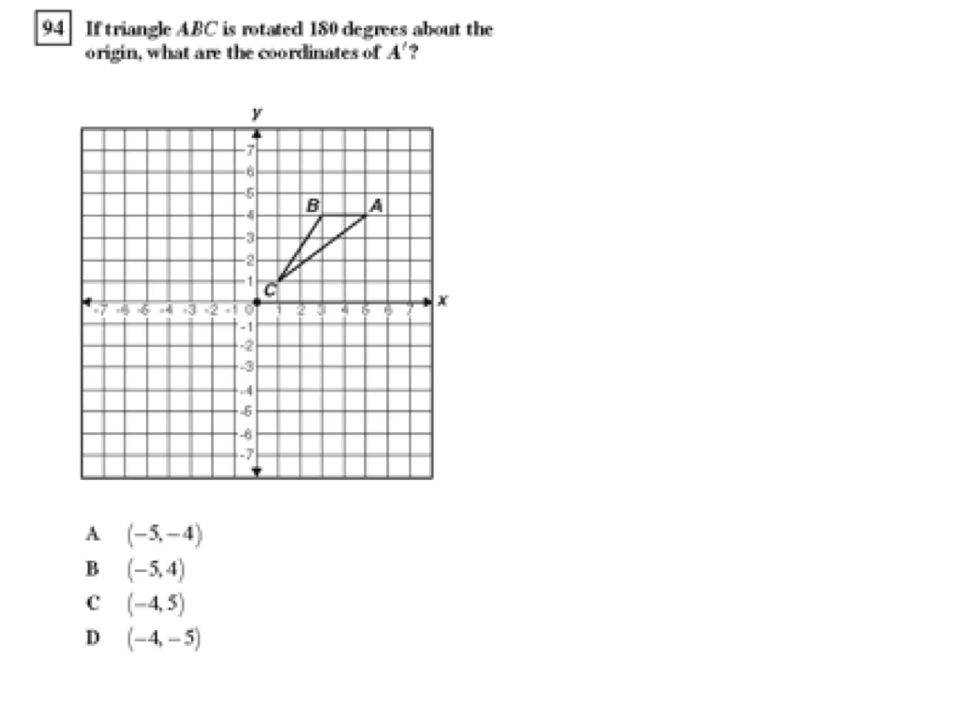 94 If triangle ABC is rotated 180 degrees about the
origin, what are the coordinates of A′?
y
7
6
5
B A
4
3
2
1
C
x
-7 -6 -5 -4 -3 -2 -1 0 1 2 3 4 5 6 7
-1
-2
-3
-4
-5
-6
-7
A (−5, −4)
B (−5, 4)
C (−4, 5)
D (−4, −5)